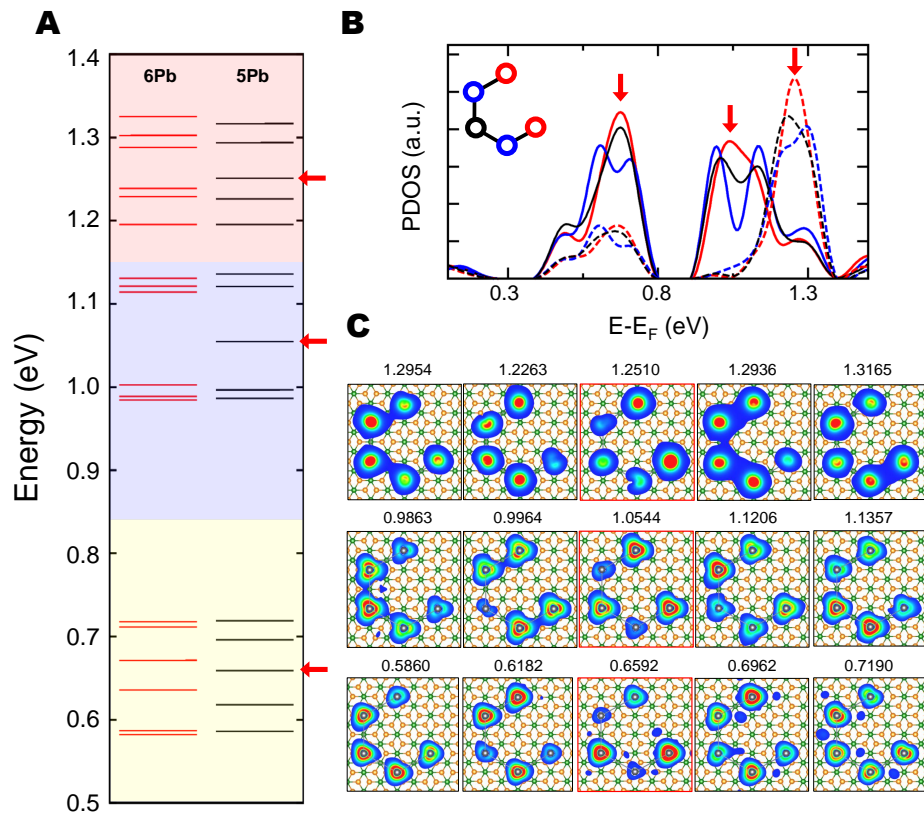 A
6Pb 5Pb
1.4
1.3
1.2
1.1
1.0
0.9
0.8
0.7
0.6
0.5
Energy (eV)
B
PDOS (a.u.)
0.3 0.8 1.3
E-E_F (eV)
C
1.2954 1.2263 1.2510 1.2936 1.3165
0.9863 0.9964 1.0544 1.1206 1.1357
0.5860 0.6182 0.6592 0.6962 0.7190